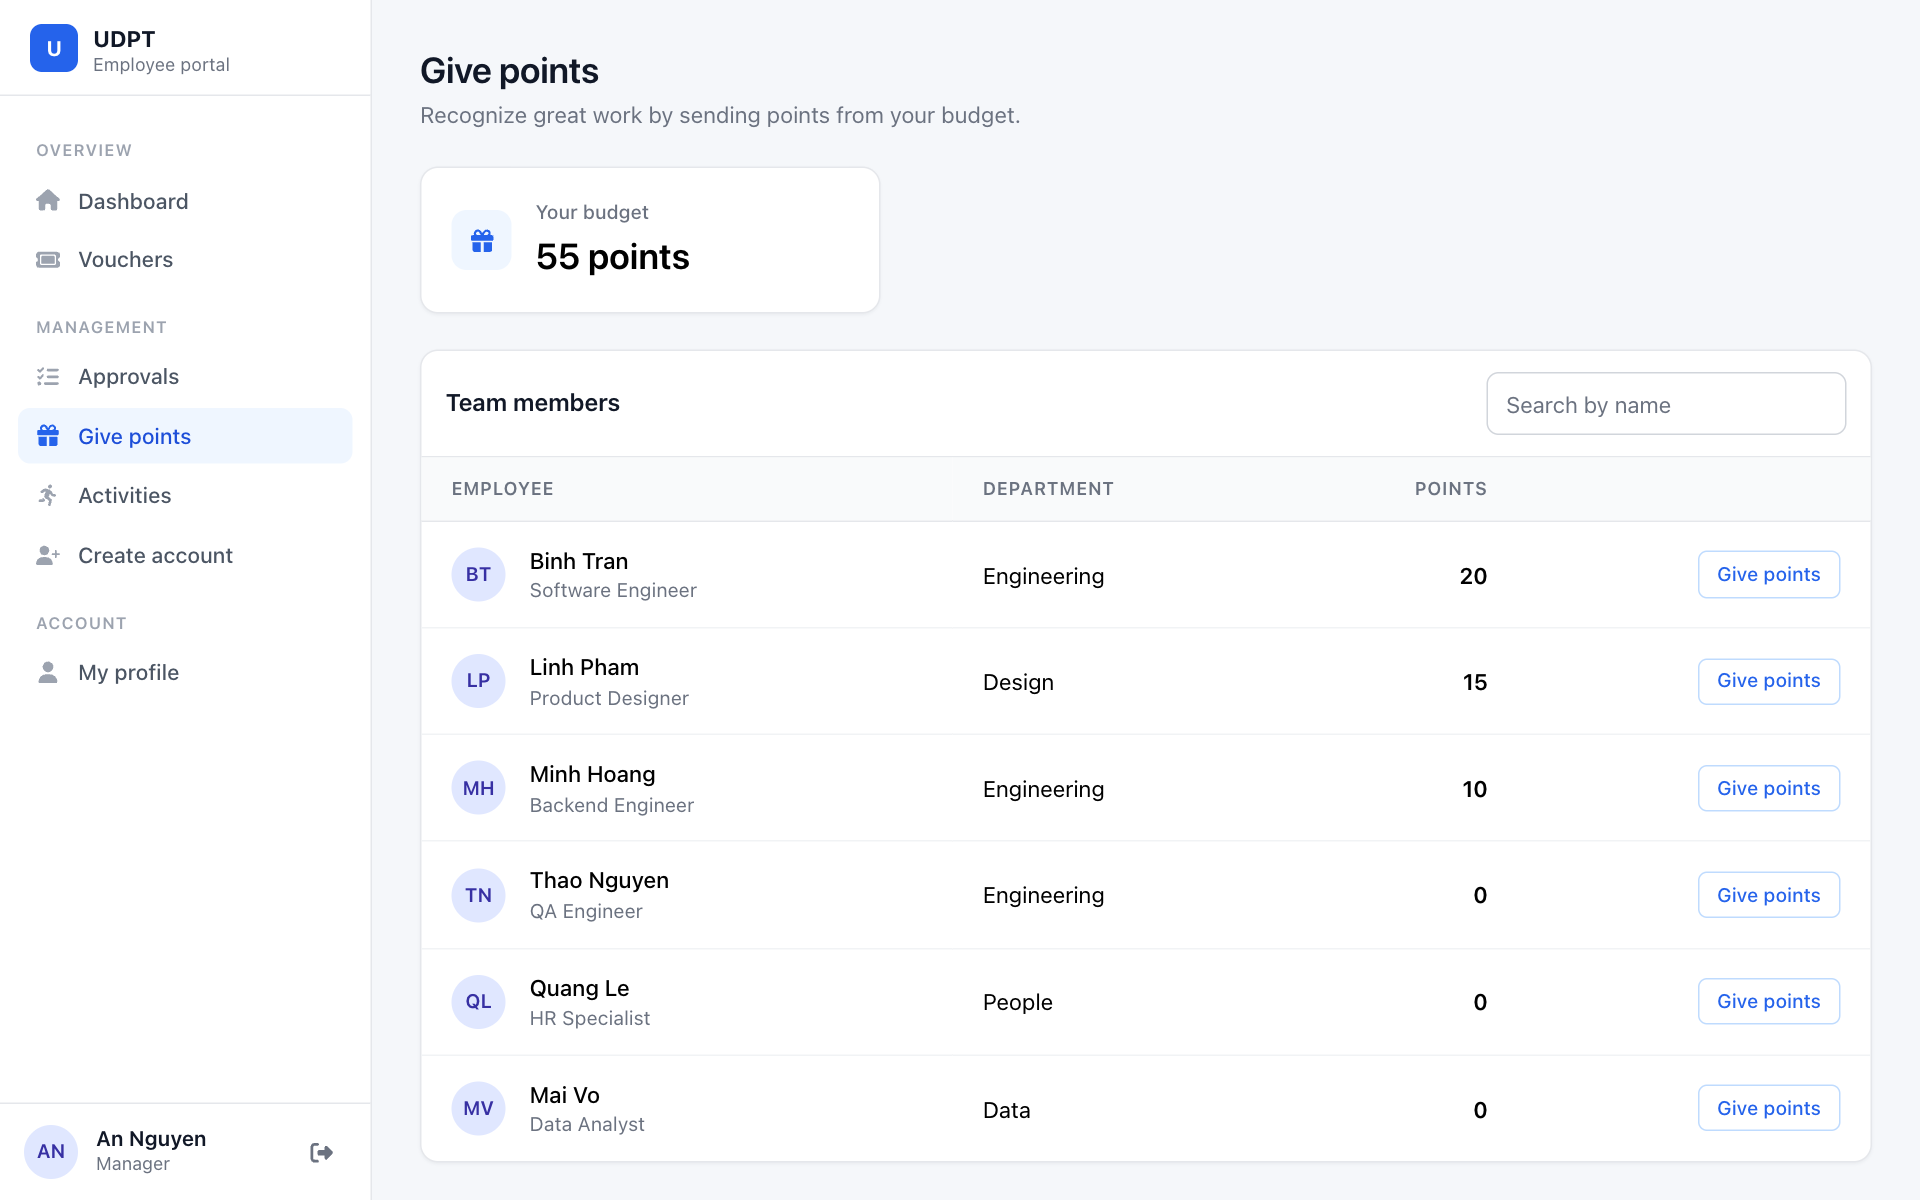 U
UDPT
Employee portal
OVERVIEW
Dashboard
Vouchers
MANAGEMENT
Approvals
Give points
Activities
Create account
ACCOUNT
My profile
AN
An Nguyen
Manager
Give points
Recognize great work by sending points from your budget.
Your budget
55 points
Team members
Search by name
EMPLOYEE DEPARTMENT POINTS
BT Binh Tran Engineering 20 Give points
Software Engineer
LP Linh Pham Design 15 Give points
Product Designer
MH Minh Hoang Engineering 10 Give points
Backend Engineer
TN Thao Nguyen Engineering 0 Give points
QA Engineer
QL Quang Le People 0 Give points
HR Specialist
MV Mai Vo Data 0 Give points
Data Analyst